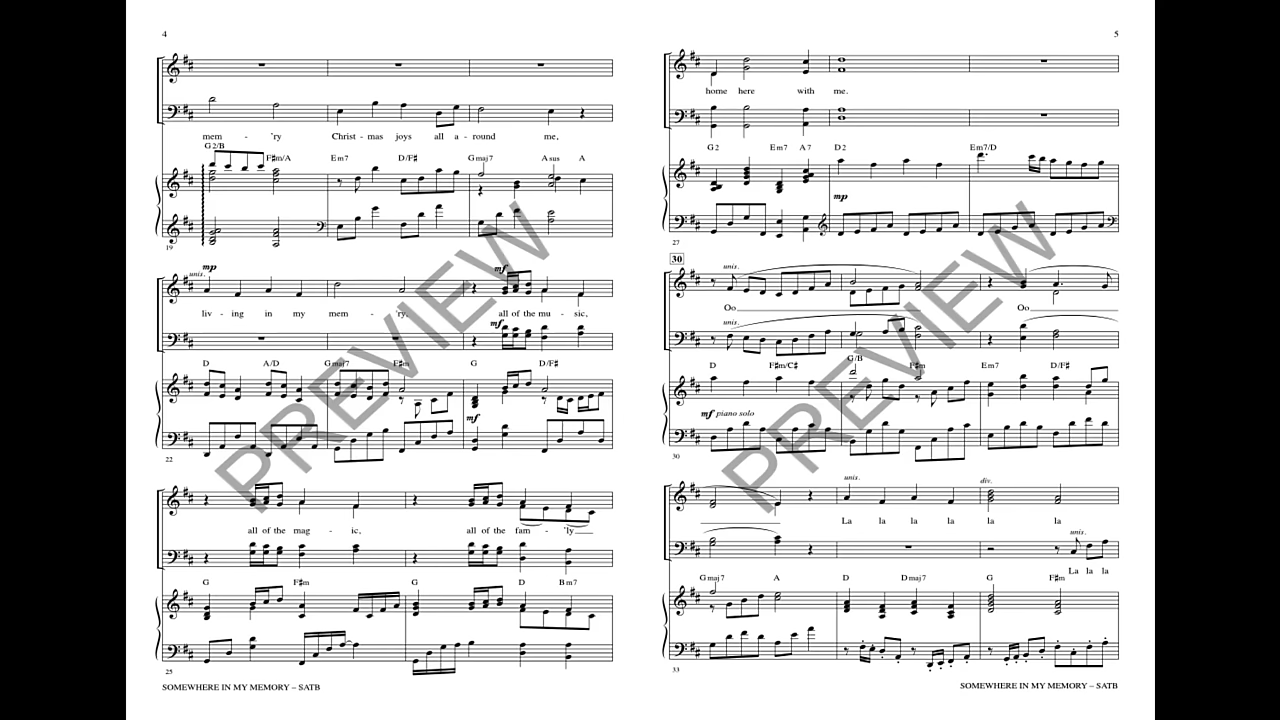 4
mem - 'ry Christ - mas joys all a - round me,
G2/B F♯m/A Em7 D/F♯ Gmaj7 Asus A
19
mp
unis. mf
liv - ing in my mem - 'ry, all of the mu - sic,
mf
D A/D Gmaj7 F♯m G D/F♯
mf
22
all of the mag - ic, all of the fam - 'ly
G F♯m G D Bm7
25
SOMEWHERE IN MY MEMORY – SATB
PREVIEW
5
home here with me.
G2 Em7 A7 D2 Em7/D
mp
27
30
unis.
Oo Oo
unis.
D F♯m/C♯ G/B F♯m Em7 D/F♯
mf piano solo
30
unis. div.
La la la la la la
unis.
La la la
Gmaj7 A D Dmaj7 G F♯m
33
SOMEWHERE IN MY MEMORY – SATB
PREVIEW